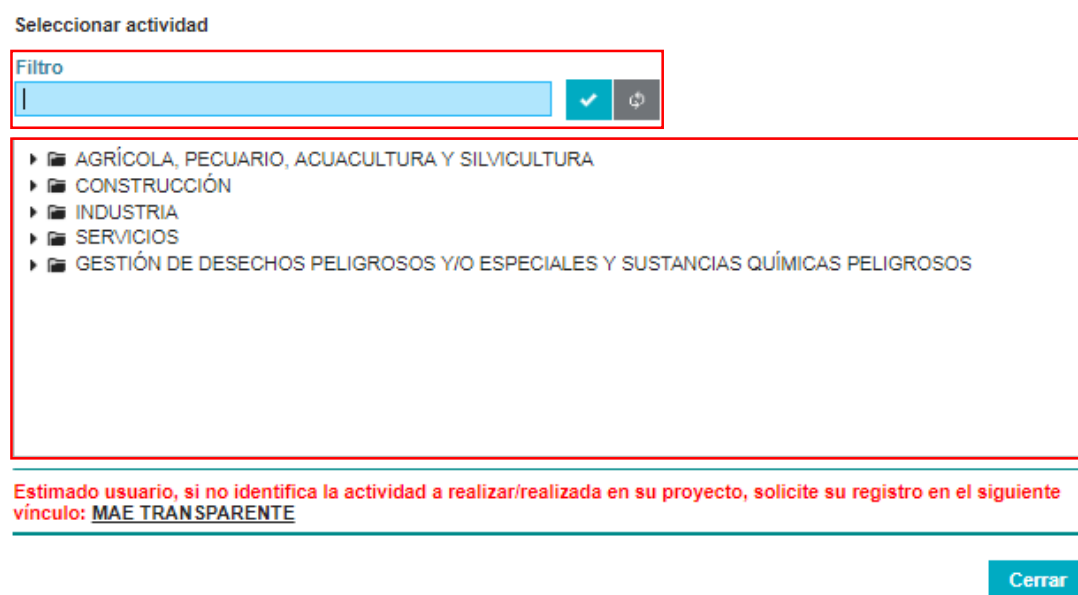 Seleccionar actividad
Filtro
AGRÍCOLA, PECUARIO, ACUACULTURA Y SILVICULTURA
CONSTRUCCIÓN
INDUSTRIA
SERVICIOS
GESTIÓN DE DESECHOS PELIGROSOS Y/O ESPECIALES Y SUSTANCIAS QUÍMICAS PELIGROSOS
Estimado usuario, si no identifica la actividad a realizar/realizada en su proyecto, solicite su registro en el siguiente
vínculo: MAE TRANSPARENTE
Cerrar